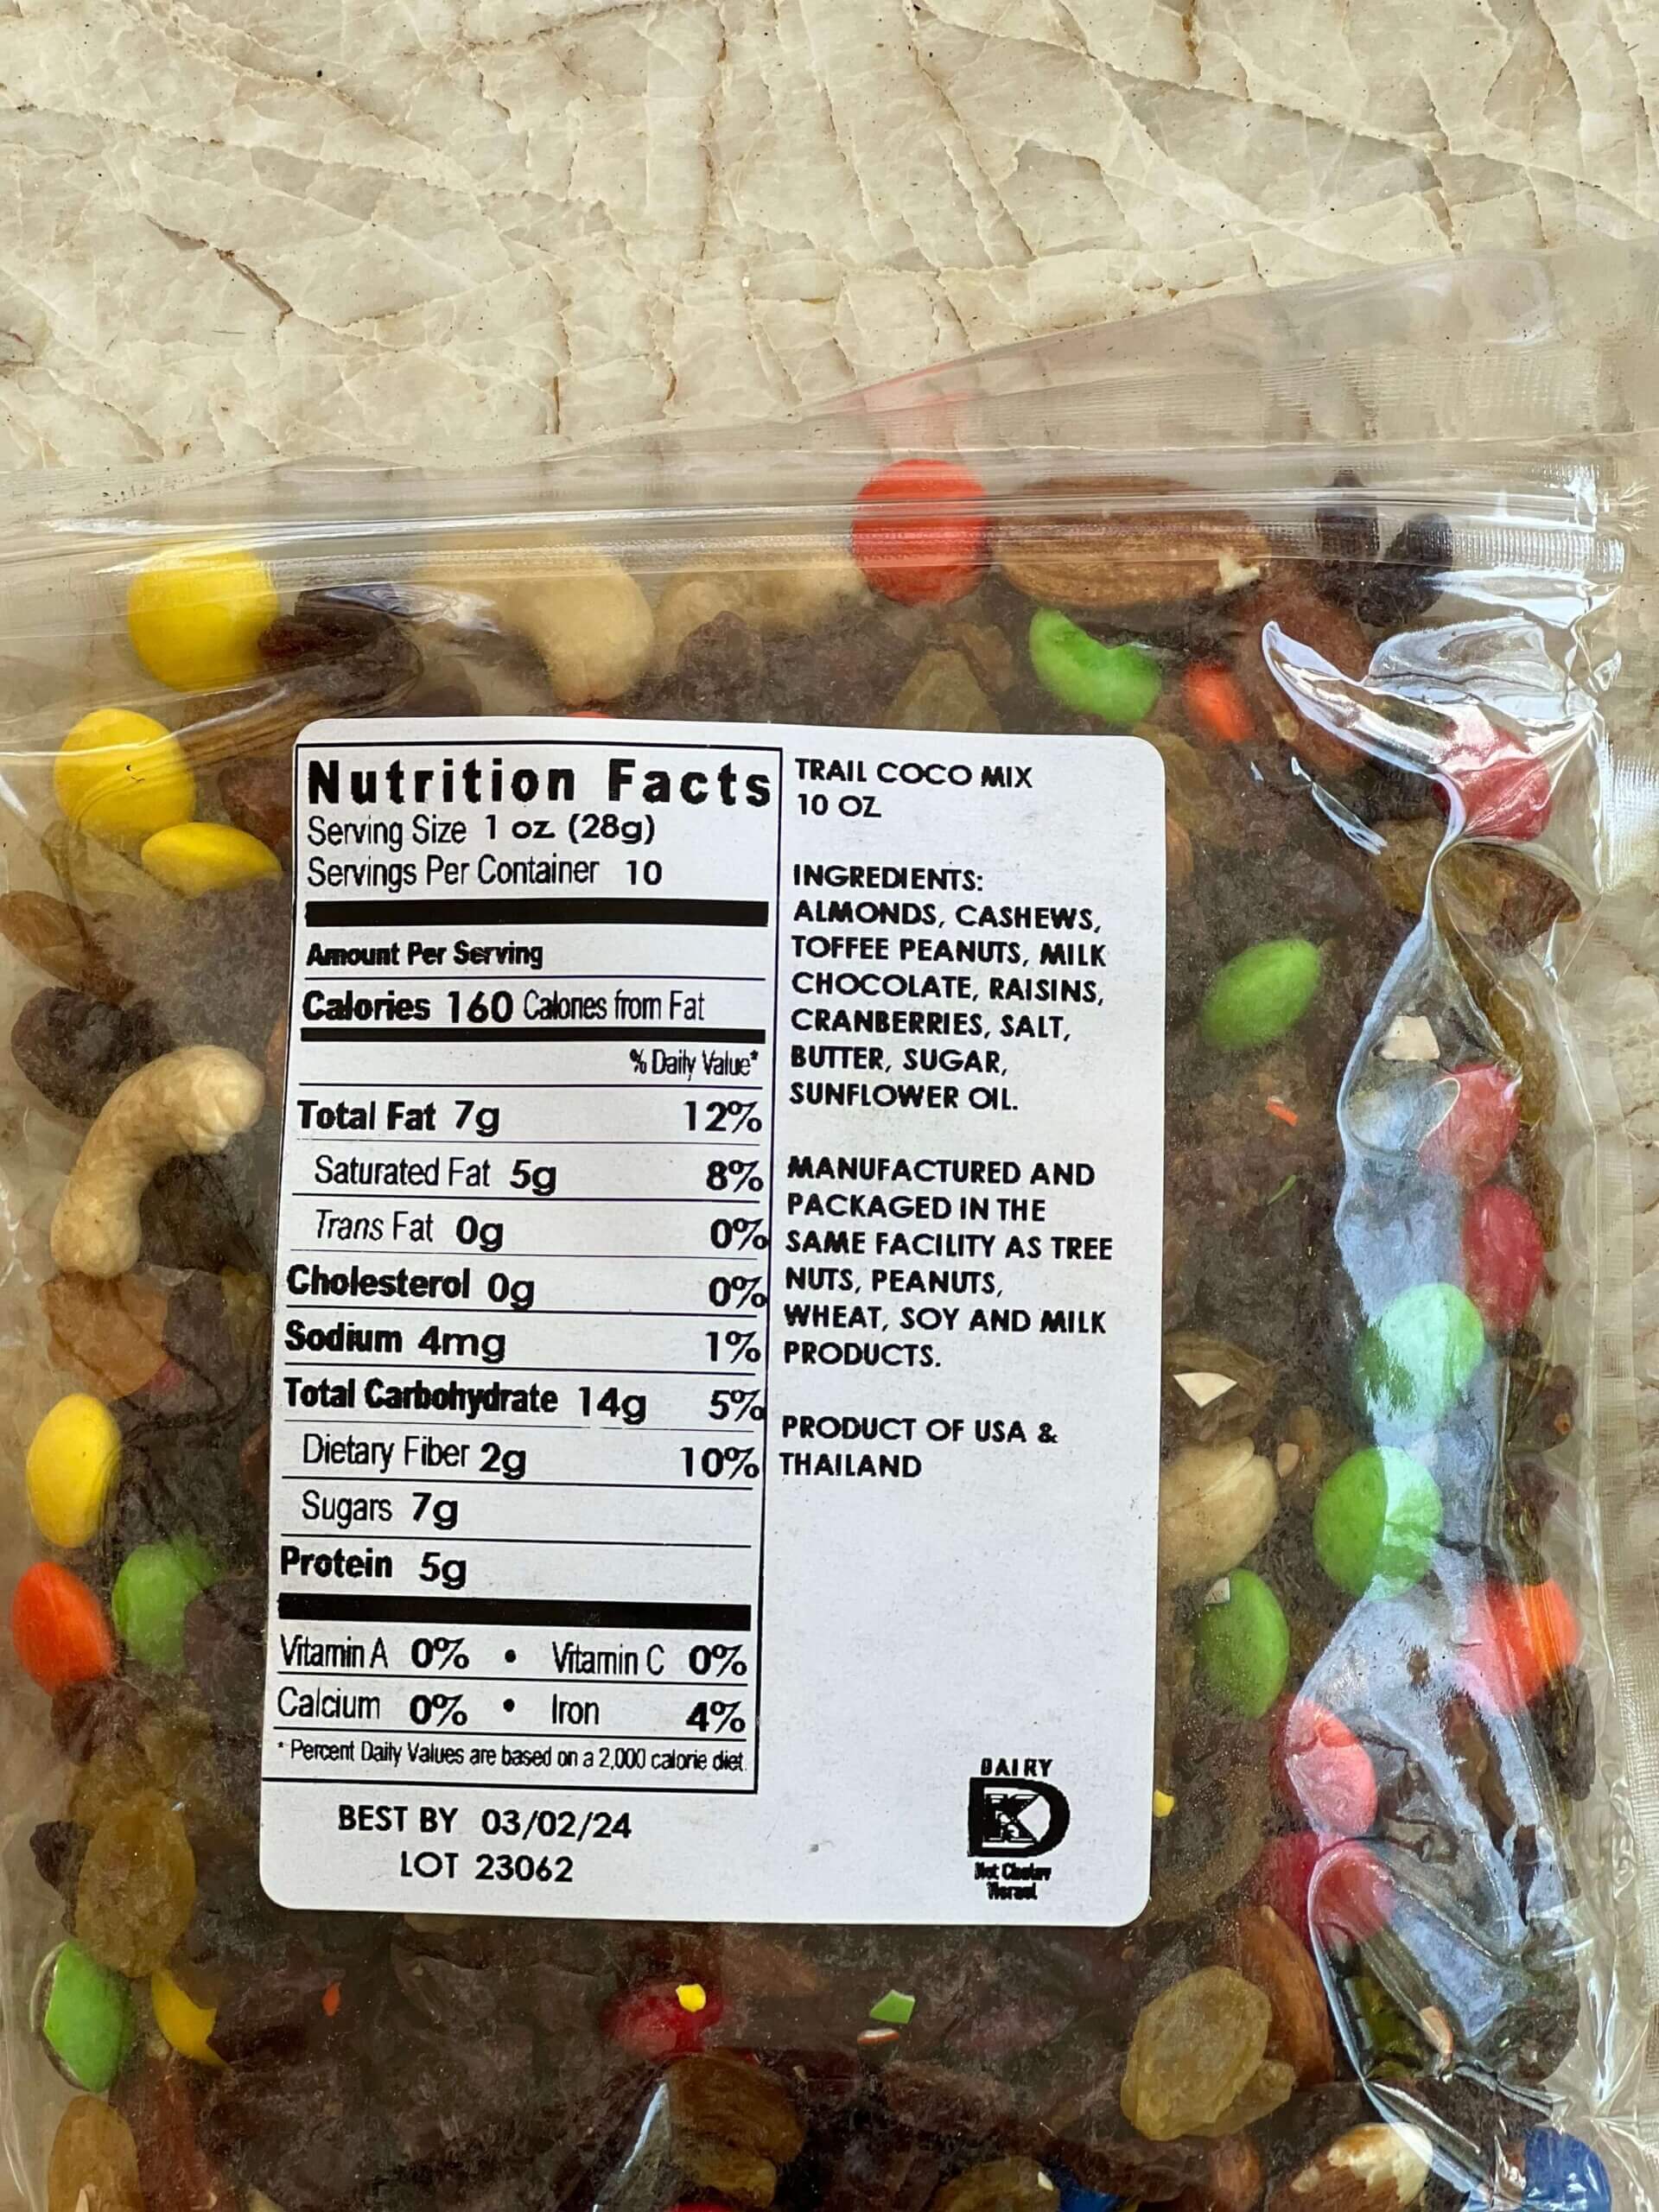 Nutrition Facts
Serving Size 1 oz (28g)
Servings Per Container 10
Amount Per Serving
Calories 160 Calories from Fat
% Daily Value*
Total Fat 7g 12%
Saturated Fat 5g 8%
Trans Fat 0g 0%
Cholesterol 0g 0%
Sodium 4mg 1%
Total Carbohydrate 14g 5%
Dietary Fiber 2g 10%
Sugars 7g
Protein 5g
Vitamin A 0% • Vitamin C 0%
Calcium 0% • Iron 4%
* Percent Daily Values are based on a 2,000 calorie diet.
BEST BY 03/02/24
LOT 23062
TRAIL COCO MIX
10 OZ
INGREDIENTS:
ALMONDS, CASHEWS,
TOFFEE PEANUTS, MILK
CHOCOLATE, RAISINS,
CRANBERRIES, SALT,
BUTTER, SUGAR,
SUNFLOWER OIL.
MANUFACTURED AND
PACKAGED IN THE
SAME FACILITY AS TREE
NUTS, PEANUTS,
WHEAT, SOY AND MILK
PRODUCTS.
PRODUCT OF USA &
THAILAND
DAIRY
K
Not Cholov
Yisroel